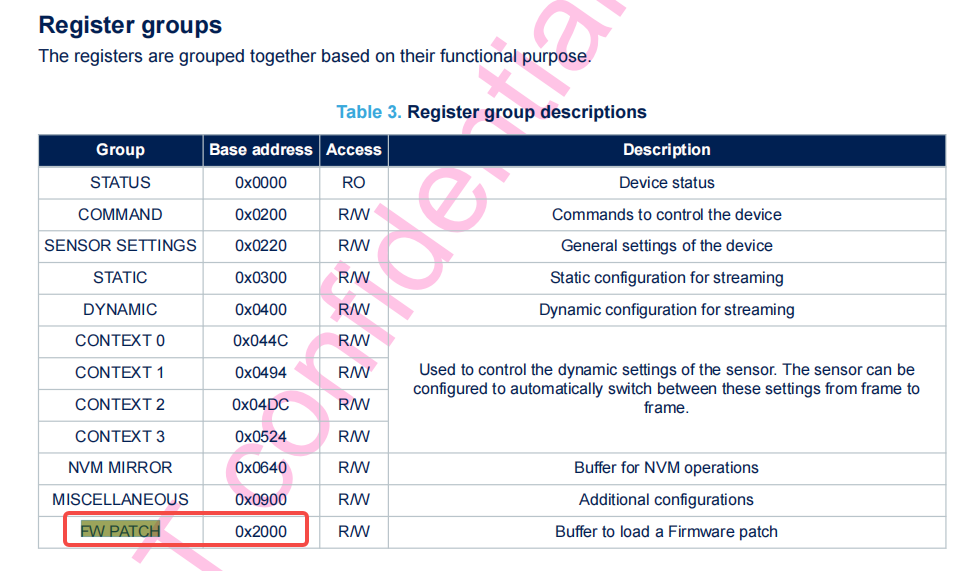 Register groups
The registers are grouped together based on their functional purpose.
Table 3. Register group descriptions
Group Base address Access Description
STATUS 0x0000 RO Device status
COMMAND 0x0200 R/W Commands to control the device
SENSOR SETTINGS 0x0220 R/W General settings of the device
STATIC 0x0300 R/W Static configuration for streaming
DYNAMIC 0x0400 R/W Dynamic configuration for streaming
CONTEXT 0 0x044C R/W
CONTEXT 1 0x0494 R/W
CONTEXT 2 0x04DC R/W
CONTEXT 3 0x0524 R/W
Used to control the dynamic settings of the sensor. The sensor can be
configured to automatically switch between these settings from frame to
frame.
NVM MIRROR 0x0640 R/W Buffer for NVM operations
MISCELLANEOUS 0x0900 R/W Additional configurations
FW PATCH 0x2000 R/W Buffer to load a Firmware patch
T confidential